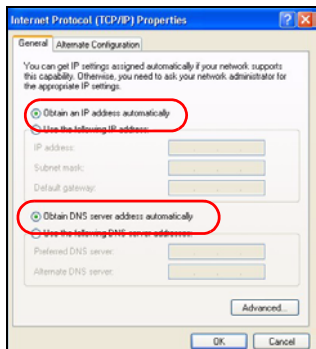 Internet Protocol (TCP/IP) Properties
General
Alternate Configuration
You can get IP settings assigned automatically if your network supports
this capability. Otherwise, you need to ask your network administrator for
the appropriate IP settings.
Obtain an IP address automatically
Use the following IP address:
IP address:
Subnet mask:
Default gateway:
Obtain DNS server address automatically
Use the following DNS server addresses:
Preferred DNS server:
Alternate DNS server:
Advanced...
OK
Cancel